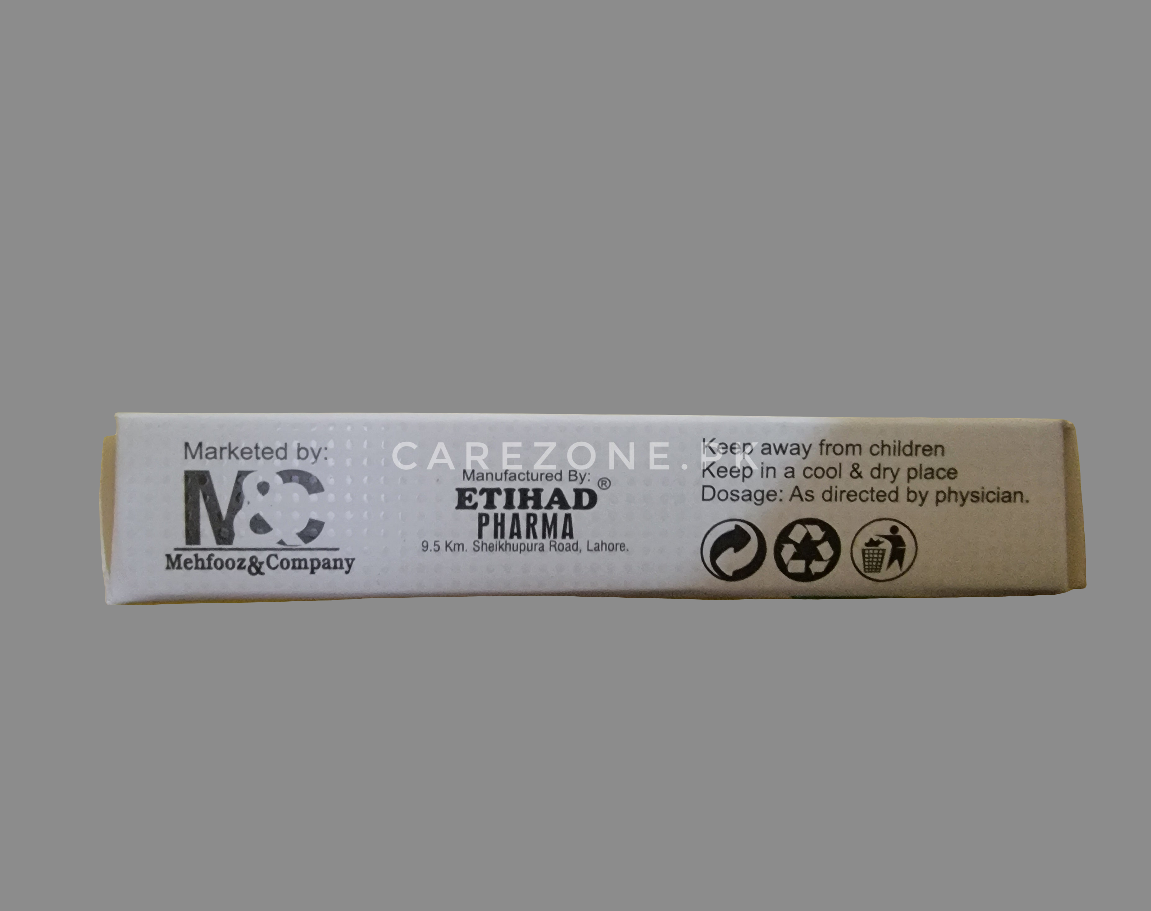 Marketed by:
M&C
Mehfooz&Company
CAREZONE.PK
Manufactured By:
ETIHAD®
PHARMA
9.5 Km. Sheikhupura Road, Lahore.
Keep away from children
Keep in a cool & dry place
Dosage: As directed by physician.